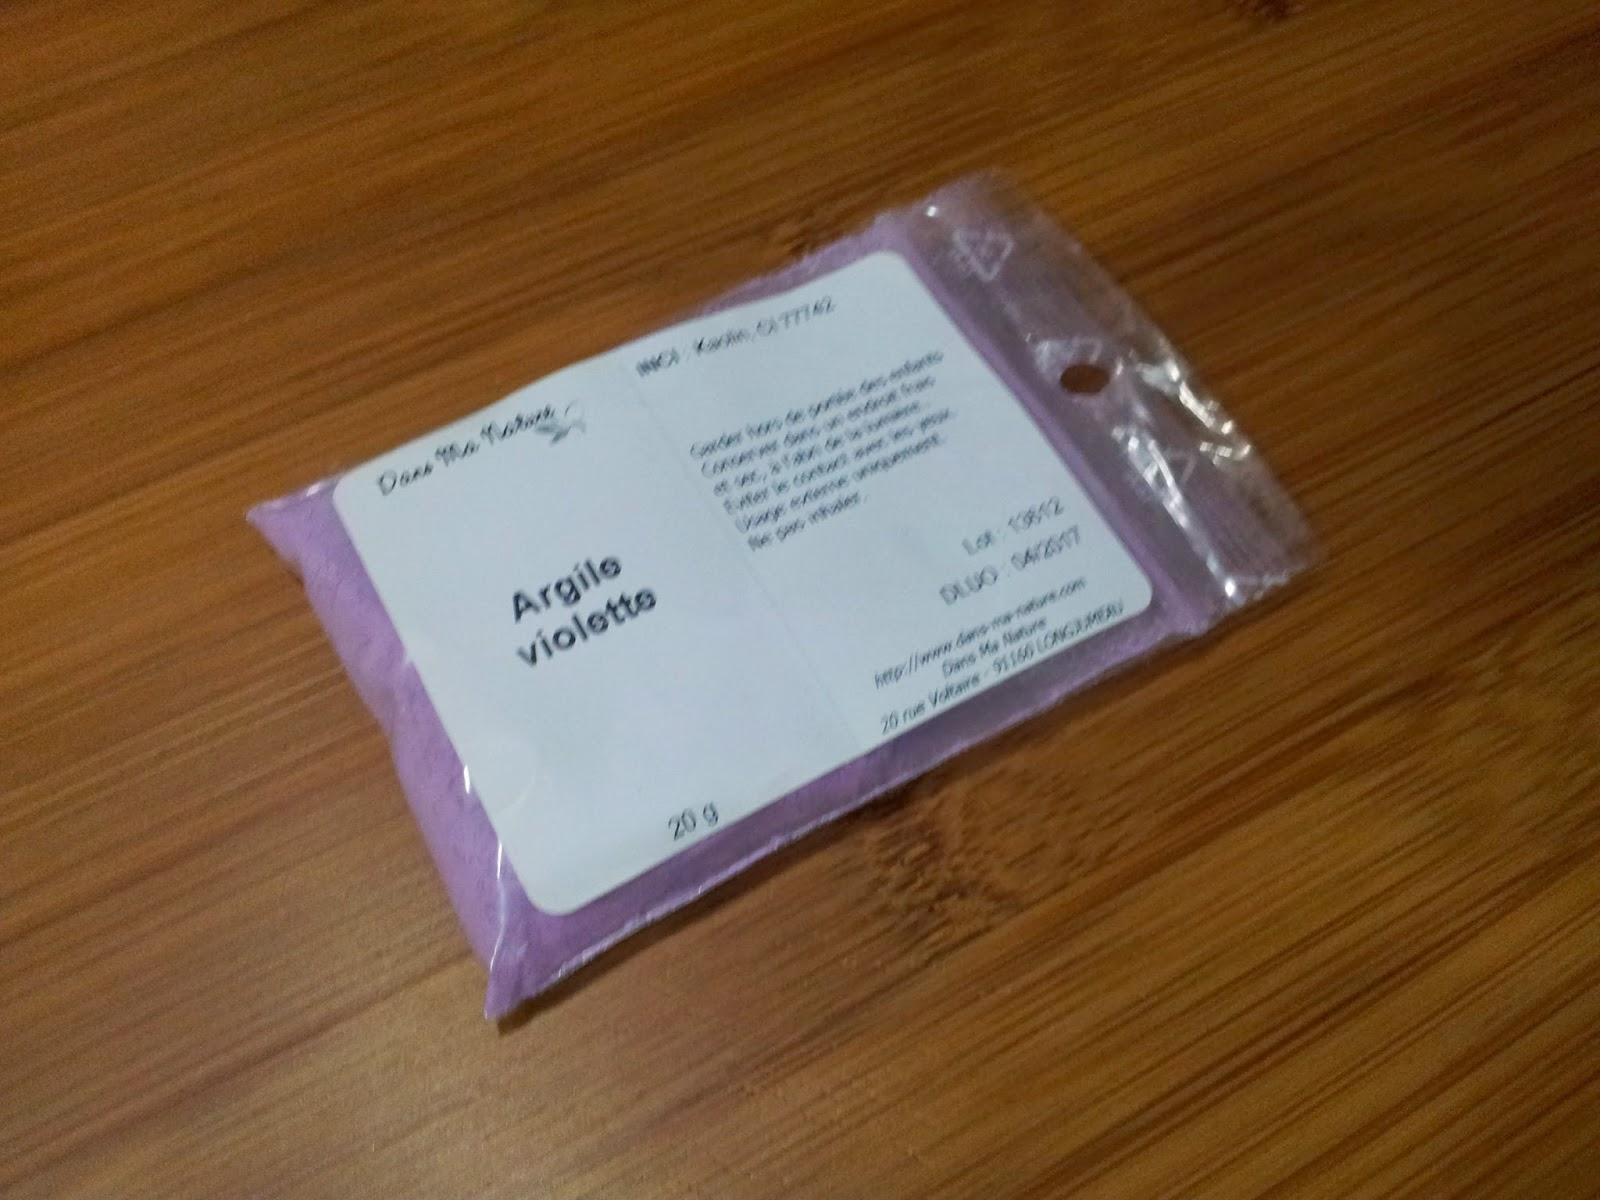 Dans Ma Nature
Argile
violette
20 g
INCI : Kaolin, CI 77742
Garder hors de portée des enfants
Conserver dans un endroit frais
et sec, à l'abri de la lumière.
Eviter le contact avec les yeux.
Usage externe uniquement.
Ne pas inhaler.
Lot : 13812
DLUO : 04/2017
http://www.dans-ma-nature.com
Dans Ma Nature
20 rue Voltaire - 91160 LONGJUMEAU